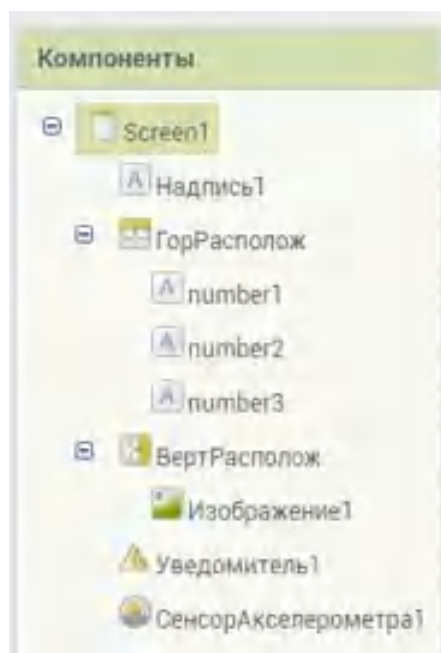 Компоненты
Screen1
Надпись1
ГорРасполож
number1
number2
number3
ВертРасполож
Изображение1
Уведомитель1
СенсорАкселерометра1